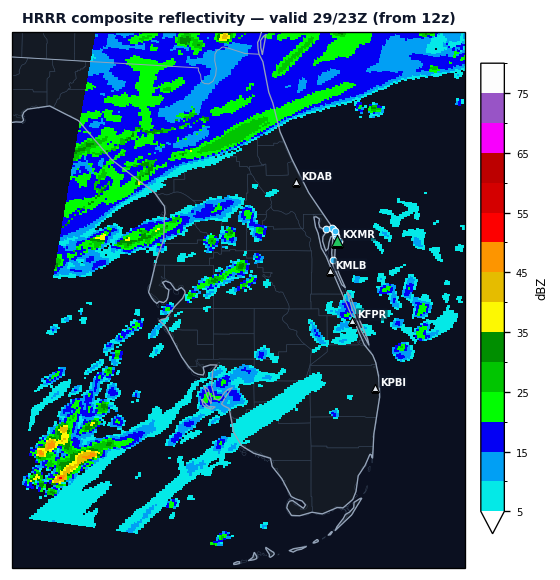 HRRR composite reflectivity — valid 29/23Z (from 12z)
KDAB
KXMR
KMLB
KFPR
KPBI
75
65
55
45
35
25
15
5
dBZ